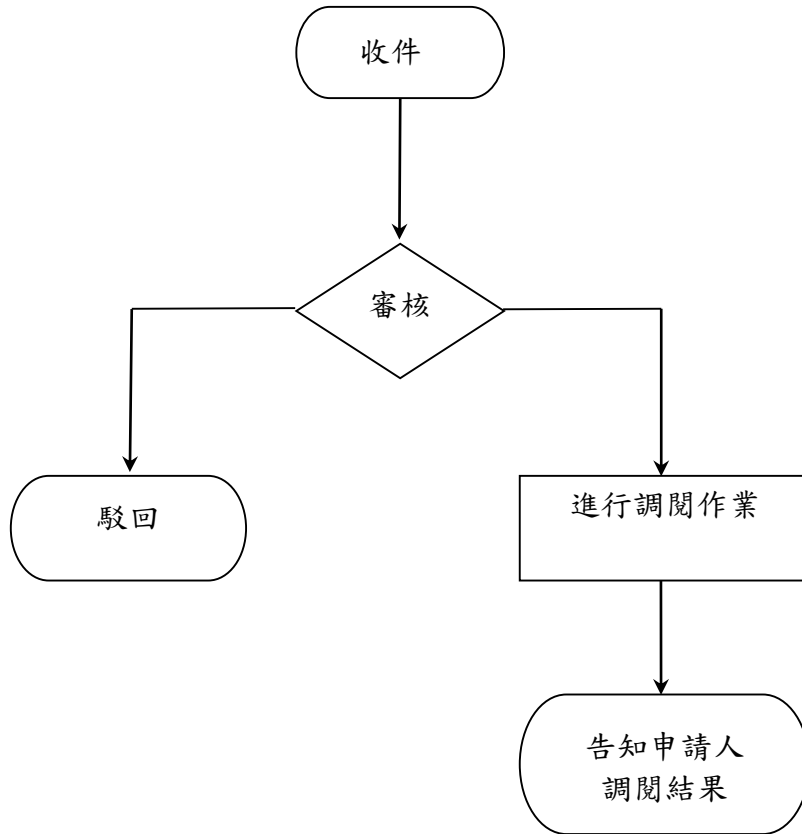 收件
審核
駁回
進行調閱作業
告知申請人
調閱結果